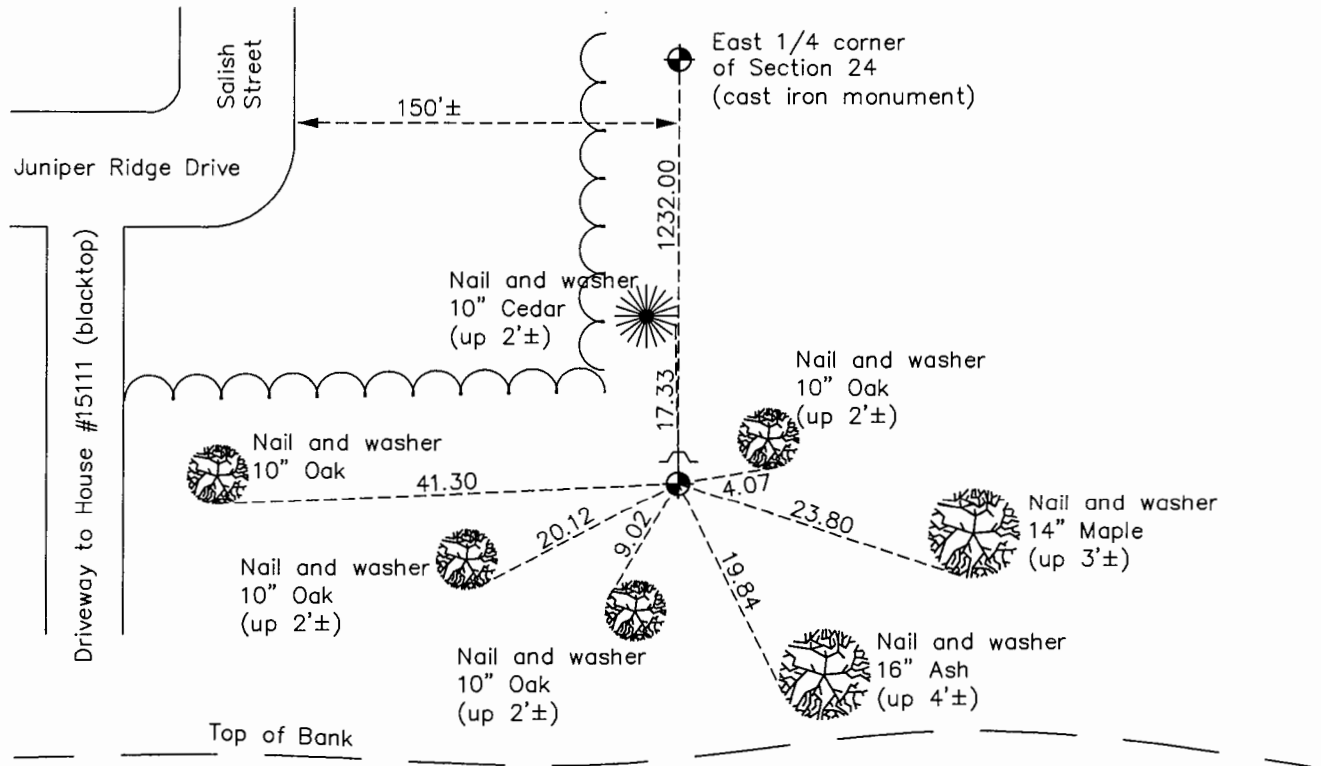 East 1/4 corner
of Section 24
(cast iron monument)
Salish
Street
150'±
Juniper Ridge Drive
1232.00
Driveway to House #15111 (blacktop)
Nail and washer
10" Cedar
(up 2'±)
17.33
Nail and washer
10" Oak
(up 2'±)
Nail and washer
10" Oak
41.30
4.07
23.80
Nail and washer
14" Maple
(up 3'±)
20.12
9.02
19.84
Nail and washer
10" Oak
(up 2'±)
Nail and washer
10" Oak
(up 2'±)
Nail and washer
16" Ash
(up 4'±)
Top of Bank